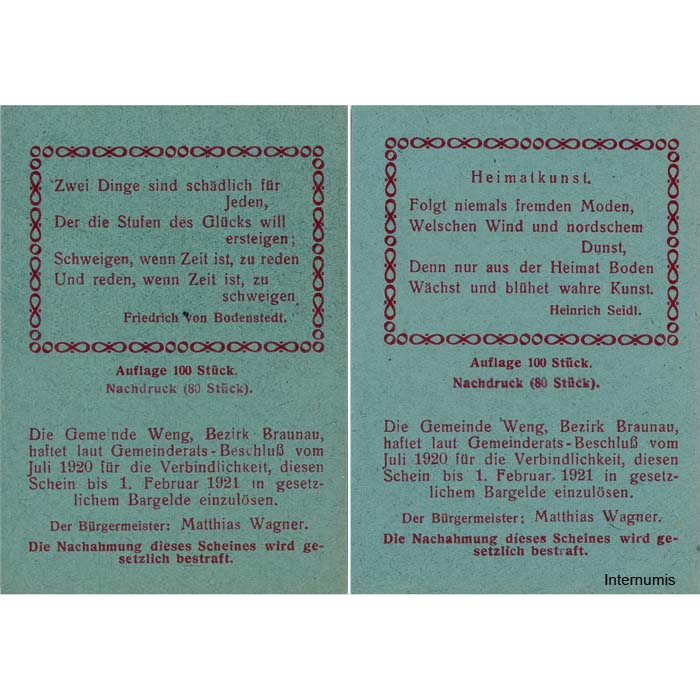 Zwei Dinge sind schädlich für
Jeden,
Der die Stufen des Glücks will
ersteigen;
Schweigen, wenn Zeit ist, zu reden
Und reden, wenn Zeit ist, zu
schweigen
Friedrich von Bodenstedt.
Auflage 100 Stück.
Nachdruck (80 Stück).
Die Gemeinde Weng, Bezirk Braunau,
haftet laut Gemeinderats-Beschluß vom
Juli 1920 für die Verbindlichkeit, diesen
Schein bis 1. Februar 1921 in gesetz-
lichem Bargelde einzulösen.
Der Bürgermeister: Matthias Wagner.
Die Nachahmung dieses Scheines wird ge-
setzlich bestraft.
Heimatkunst.
Folgt niemals fremden Moden,
Welschen Wind und nordschem
Dunst,
Denn nur aus der Heimat Boden
Wächst und blühet wahre Kunst.
Heinrich Seidl.
Auflage 100 Stück.
Nachdruck (80 Stück).
Die Gemeinde Weng, Bezirk Braunau,
haftet laut Gemeinderats-Beschluß vom
Juli 1920 für die Verbindlichkeit, diesen
Schein bis 1. Februar 1921 in gesetz-
lichem Bargelde einzulösen.
Der Bürgermeister: Matthias Wagner.
Die Nachahmung dieses Scheines wird ge-
setzlich bestraft.
Internumis